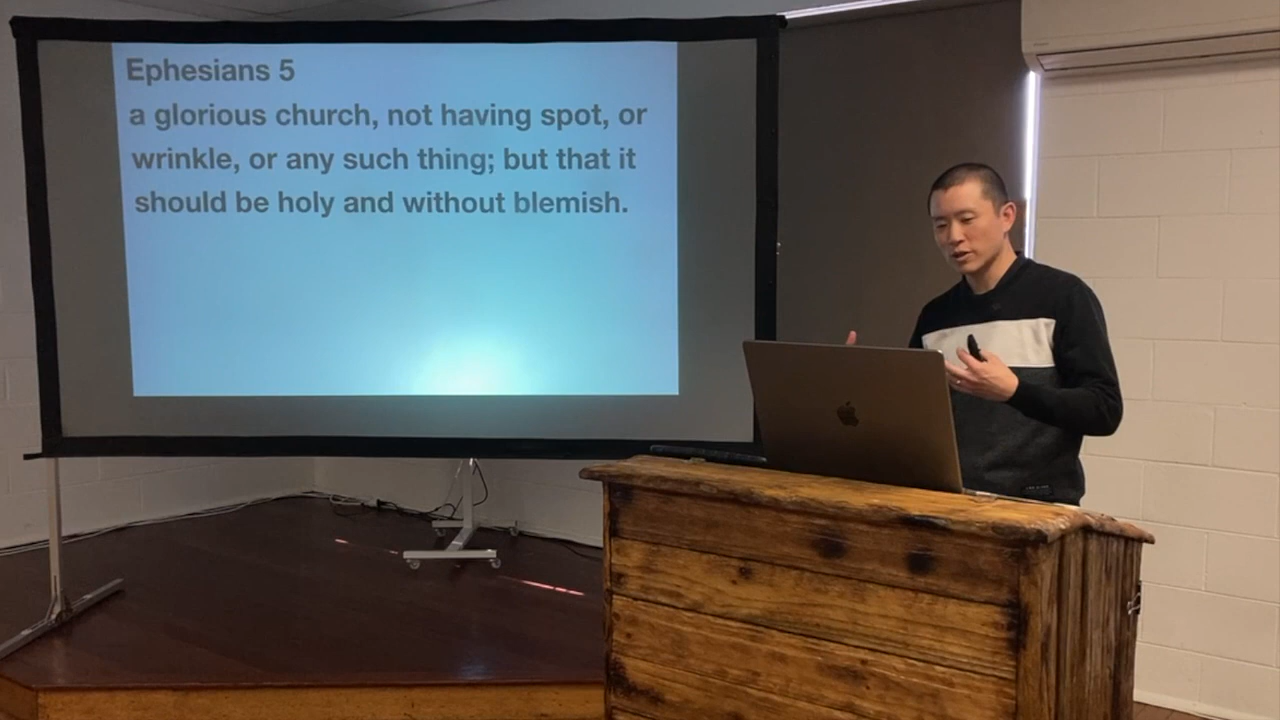 Ephesians 5
a glorious church, not having spot, or
wrinkle, or any such thing; but that it
should be holy and without blemish.